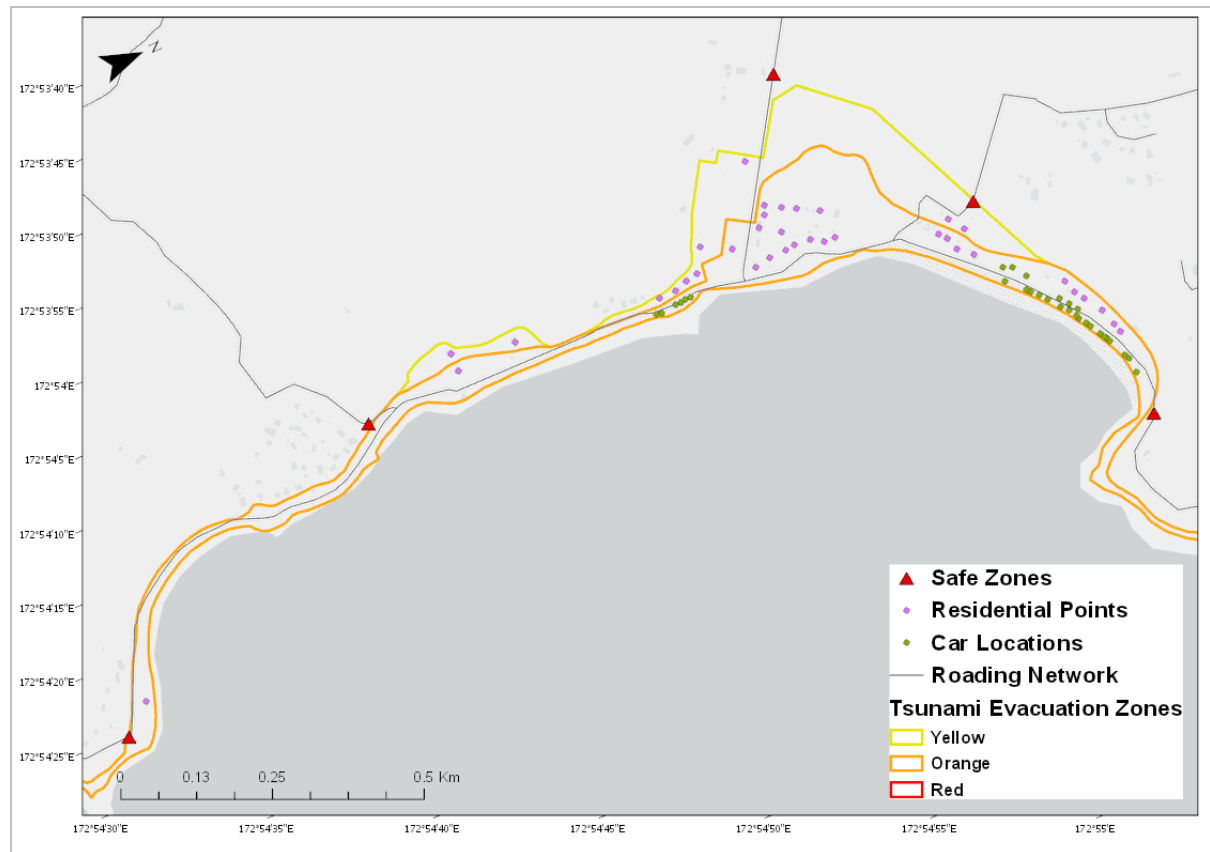 N
172°53'40"E
172°53'45"E
172°53'50"E
172°53'55"E
172°54'E
172°54'5"E
172°54'10"E
172°54'15"E
172°54'20"E
172°54'25"E
Safe Zones
Residential Points
Car Locations
Roading Network
Tsunami Evacuation Zones
Yellow
Orange
Red
0 0.13 0.25 0.5 Km
172°54'30"E 172°54'35"E 172°54'40"E 172°54'45"E 172°54'50"E 172°54'55"E 172°55'E